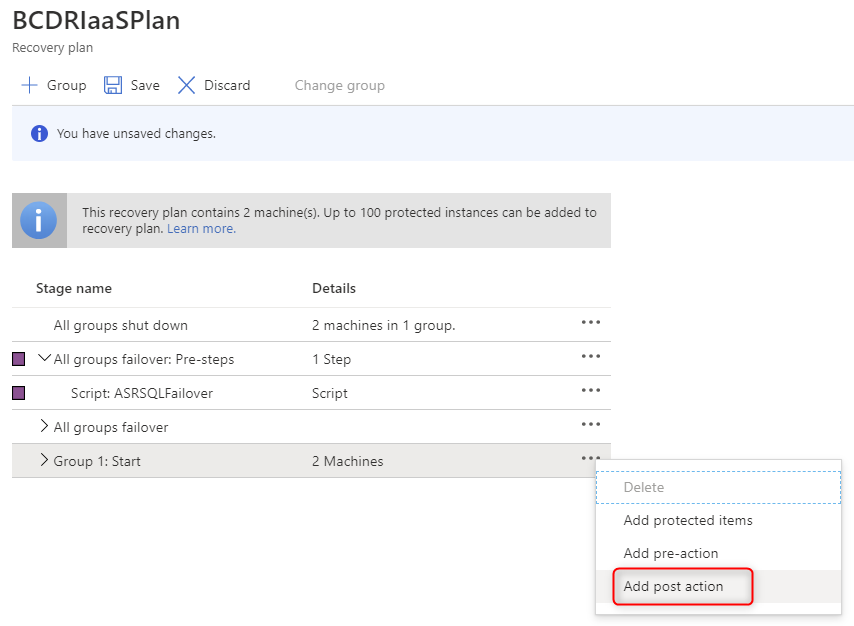 BCDRIaaSPlan
Recovery plan
Group Save Discard Change group
You have unsaved changes.
This recovery plan contains 2 machine(s). Up to 100 protected instances can be added to
recovery plan. Learn more.
Stage name Details
All groups shut down 2 machines in 1 group.
All groups failover: Pre-steps 1 Step
Script: ASRSQLFailover Script
All groups failover
Group 1: Start 2 Machines
Delete
Add protected items
Add pre-action
Add post action